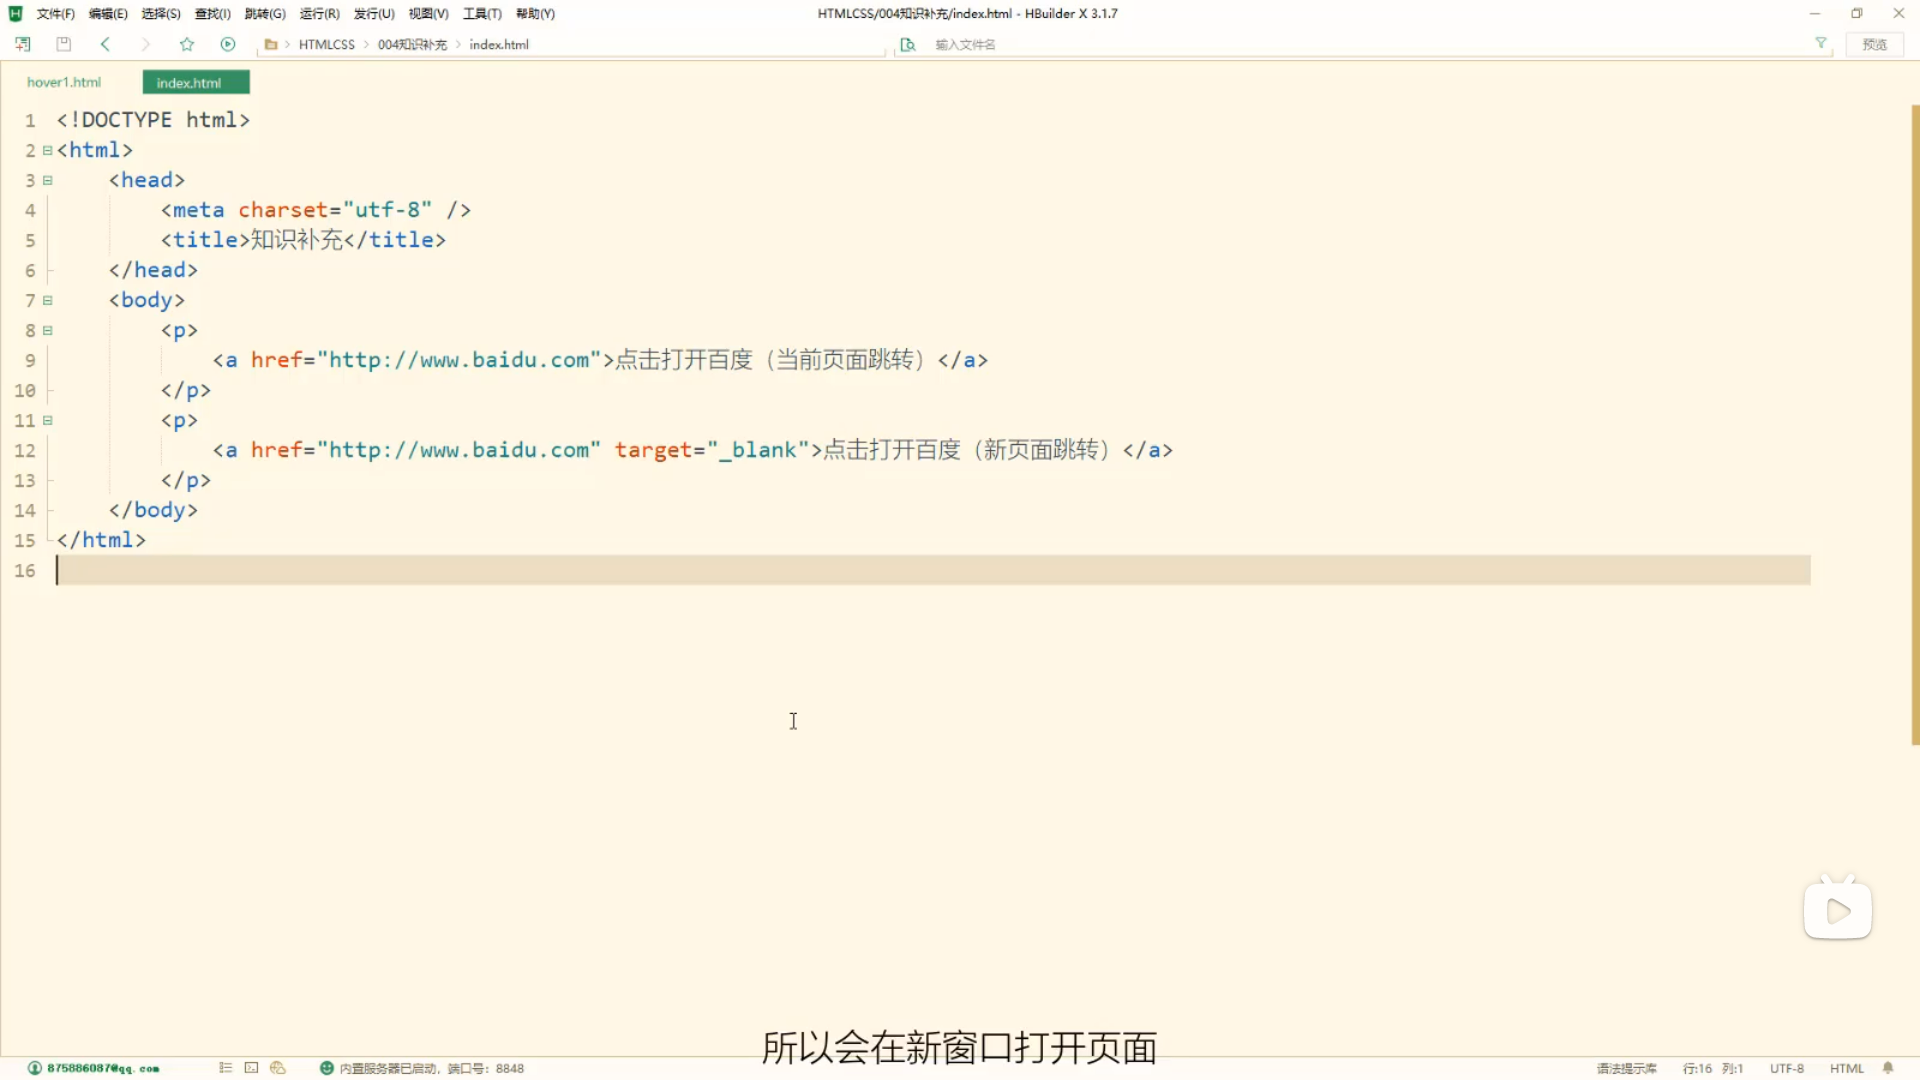 文件(F) 编辑(E) 选择(S) 查找(I) 跳转(G) 运行(R) 发行(U) 视图(V) 工具(T) 帮助(Y) HTMLCSS/004知识补充/index.html - HBuilder X 3.1.7
HTMLCSS 004知识补充 index.html 输入文件名 预览
hover1.html index.html
1 <!DOCTYPE html>
2 <html>
3 <head>
4 <meta charset="utf-8" />
5 <title>知识补充</title>
6 </head>
7 <body>
8 <p>
9 <a href="http://www.baidu.com">点击打开百度（当前页面跳转）</a>
10 </p>
11 <p>
12 <a href="http://www.baidu.com" target="_blank">点击打开百度（新页面跳转）</a>
13 </p>
14 </body>
15 </html>
16
所以会在新窗口打开页面
875886087@qq.com 内置服务器已启动，端口号：8848 语法提示库 行:16 列:1 UTF-8 HTML